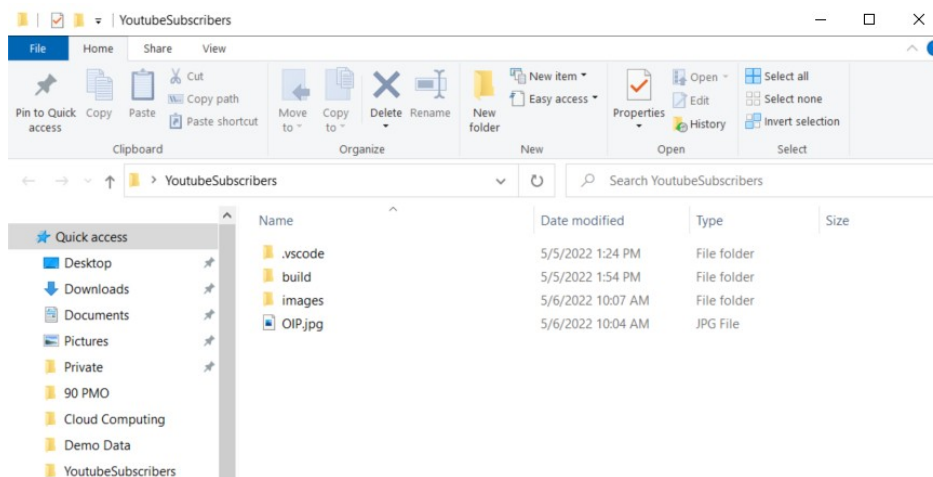 YoutubeSubscribers
File Home Share View
Pin to Quick access
Copy
Paste
Cut
Copy path
Paste shortcut
Clipboard
Move to
Copy to
Delete
Rename
Organize
New folder
New item
Easy access
New
Properties
Open
Edit
History
Open
Select all
Select none
Invert selection
Select
YoutubeSubscribers
Search YoutubeSubscribers
Name Date modified Type Size
.vscode 5/5/2022 1:24 PM File folder
build 5/5/2022 1:54 PM File folder
images 5/6/2022 10:07 AM File folder
OIP.jpg 5/6/2022 10:04 AM JPG File
Quick access
Desktop
Downloads
Documents
Pictures
Private
90 PMO
Cloud Computing
Demo Data
YoutubeSubscribers